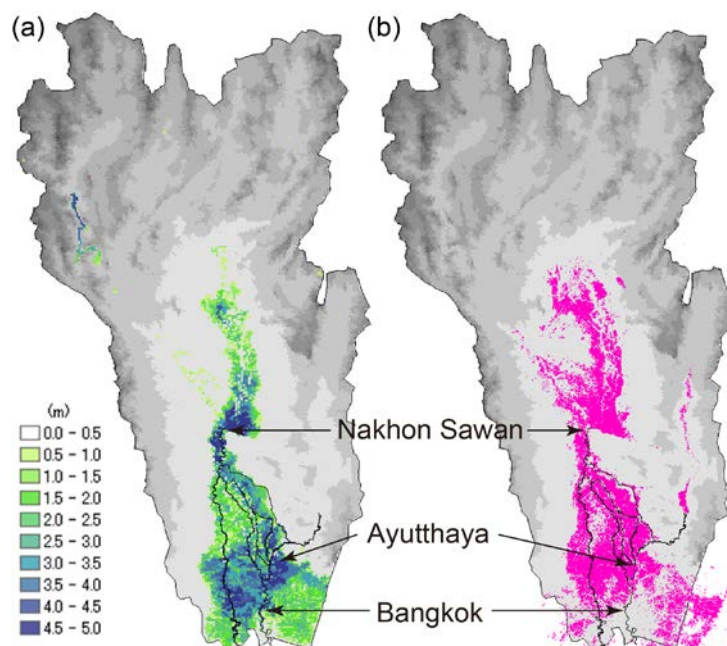 (a)
(b)
(m)
0.0 - 0.5
0.5 - 1.0
1.0 - 1.5
1.5 - 2.0
2.0 - 2.5
2.5 - 3.0
3.0 - 3.5
3.5 - 4.0
4.0 - 4.5
4.5 - 5.0
Nakhon Sawan
Ayutthaya
Bangkok